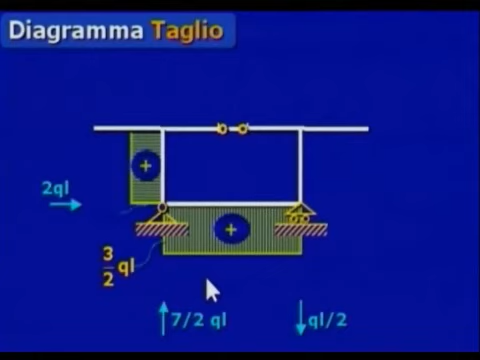 Diagramma Taglio
+
2ql
+
3/2 ql
7/2 ql
ql/2